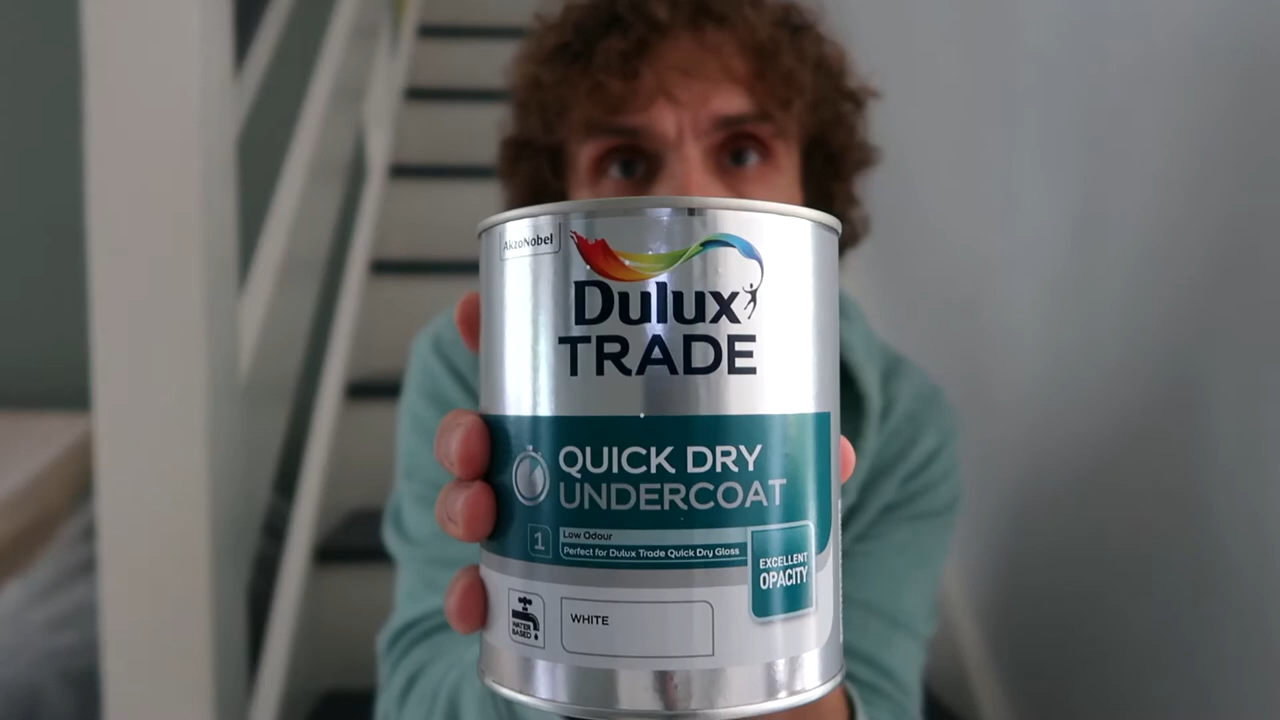 AkzoNobel
Dulux
TRADE
QUICK DRY
UNDERCOAT
1
Low Odour
Perfect for Dulux Trade Quick Dry Gloss
EXCELLENT
OPACITY
WATER
BASED
WHITE